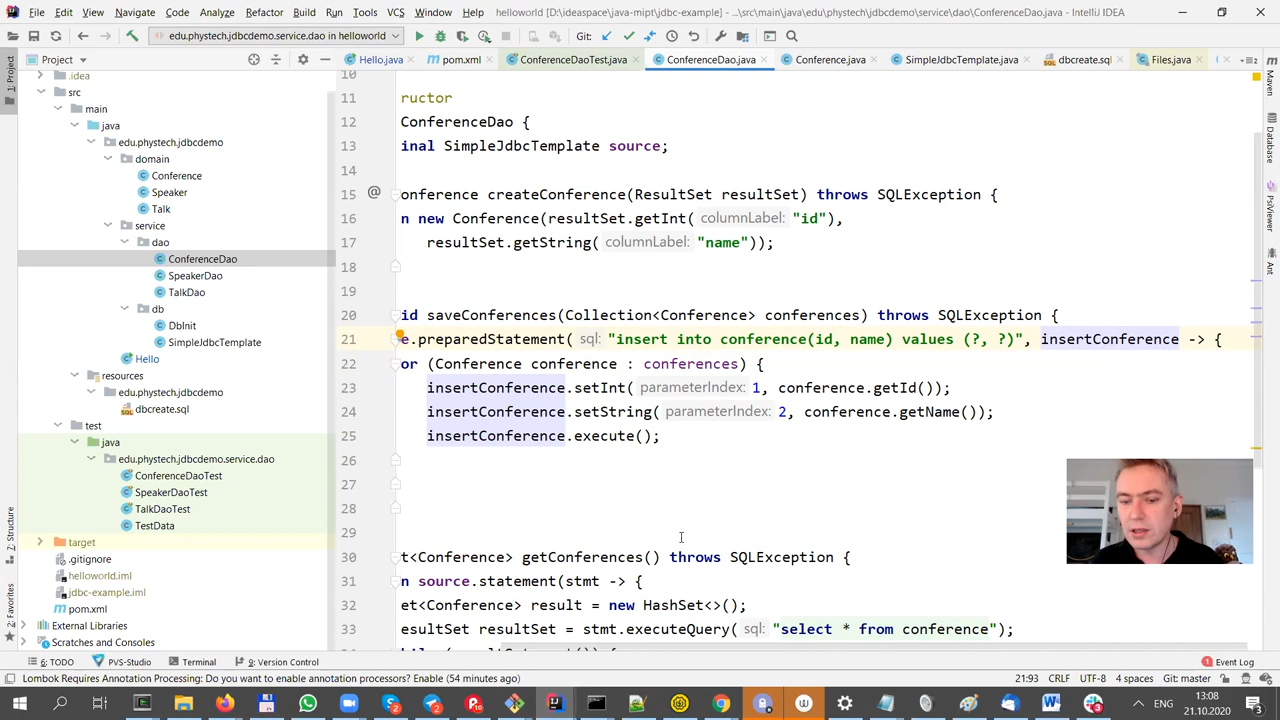 File Edit View Navigate Code Analyze Refactor Build Run Tools VCS Window Help helloworld [D:\ideaspace\java-mipt\jdbc-example] - ...\src\main\java\edu\phystech\jdbcdemo\service\dao\ConferenceDao.java - IntelliJ IDEA
edu.phystech.jdbcdemo.service.dao in helloworld Git:
Project Hello.java pom.xml ConferenceDaoTest.java ConferenceDao.java Conference.java SimpleJdbcTemplate.java dbcreate.sql Files.java
1: Project
Maven
Database
PsiViewer
Ant
7: Structure
2: Favorites
.idea
src
main
java
edu.phystech.jdbcdemo
domain
Conference
Speaker
Talk
service
dao
ConferenceDao
SpeakerDao
TalkDao
db
DbInit
SimpleJdbcTemplate
Hello
resources
edu.phystech.jdbcdemo
dbcreate.sql
test
java
edu.phystech.jdbcdemo.service.dao
ConferenceDaoTest
SpeakerDaoTest
TalkDaoTest
TestData
target
.gitignore
helloworld.iml
jdbc-example.iml
pom.xml
External Libraries
Scratches and Consoles
10
11 ructor
12 ConferenceDao {
13 inal SimpleJdbcTemplate source;
14
15 @ onference createConference(ResultSet resultSet) throws SQLException {
16 n new Conference(resultSet.getInt( columnLabel: "id"),
17 resultSet.getString( columnLabel: "name"));
18
19
20 id saveConferences(Collection<Conference> conferences) throws SQLException {
21 e.preparedStatement( sql: "insert into conference(id, name) values (?, ?)", insertConference -> {
22 or (Conference conference : conferences) {
23 insertConference.setInt( parameterIndex: 1, conference.getId());
24 insertConference.setString( parameterIndex: 2, conference.getName());
25 insertConference.execute();
26
27
28
29
30 t<Conference> getConferences() throws SQLException {
31 n source.statement(stmt -> {
32 et<Conference> result = new HashSet<>();
33 esultSet resultSet = stmt.executeQuery( sql: "select * from conference");
6: TODO PVS-Studio Terminal 9: Version Control Event Log
Lombok Requires Annotation Processing: Do you want to enable annotation processors? Enable (54 minutes ago) 21:93 CRLF UTF-8 4 spaces Git: master
ENG 13:08
21.10.2020